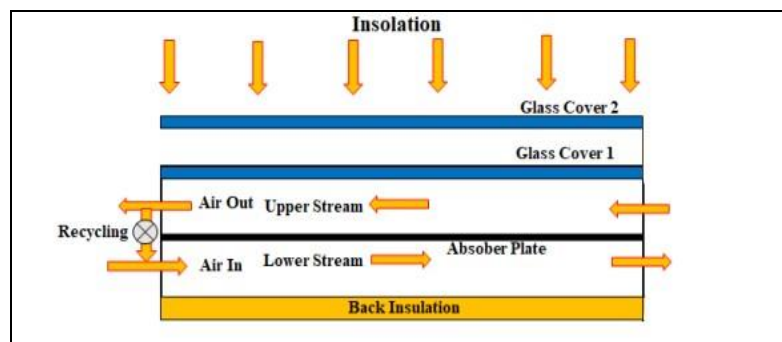 Insolation
Glass Cover 2
Glass Cover 1
Air Out
Upper Stream
Recycling
Absober Plate
Air In
Lower Stream
Back Insulation